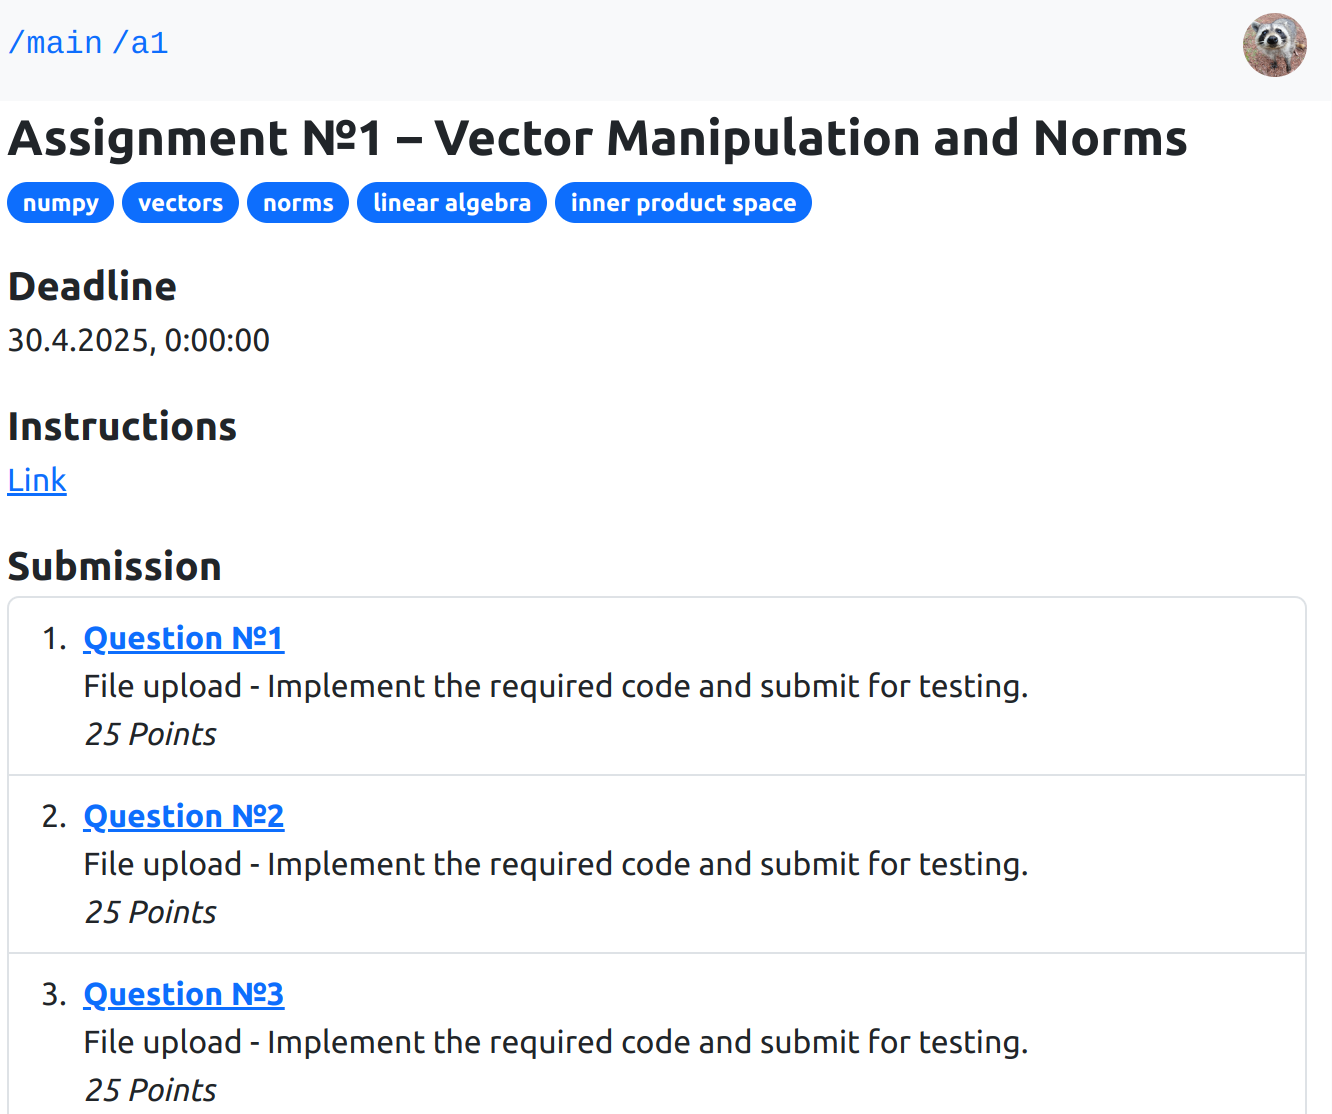 /main /a1
Assignment №1 – Vector Manipulation and Norms
numpy vectors norms linear algebra inner product space
Deadline
30.4.2025, 0:00:00
Instructions
Link
Submission
1. Question №1
File upload - Implement the required code and submit for testing.
25 Points
2. Question №2
File upload - Implement the required code and submit for testing.
25 Points
3. Question №3
File upload - Implement the required code and submit for testing.
25 Points